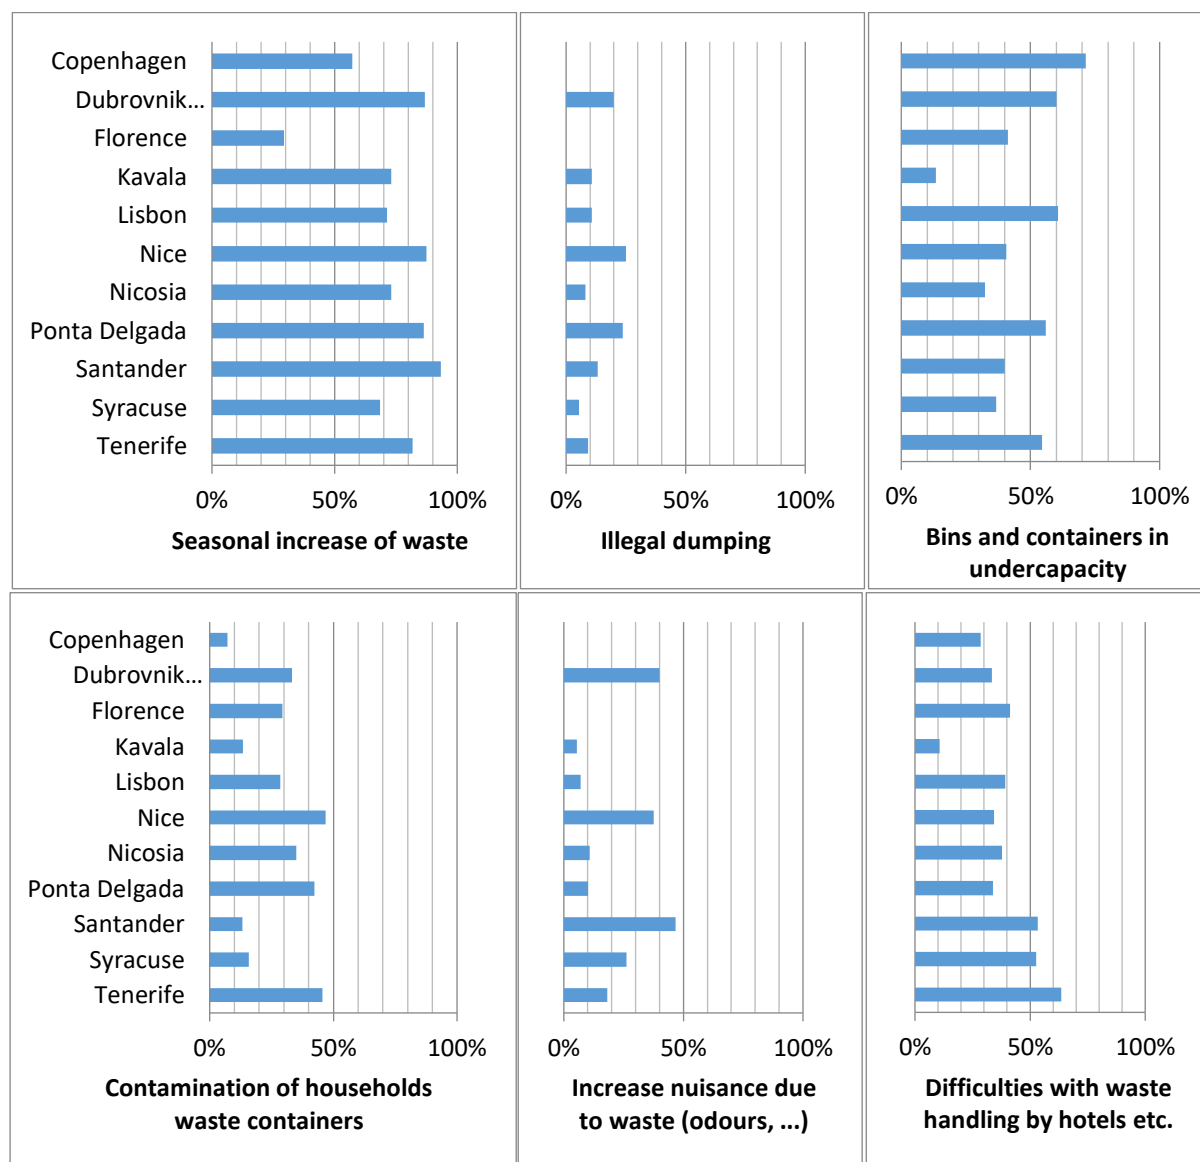 Copenhagen
Dubrovnik...
Florence
Kavala
Lisbon
Nice
Nicosia
Ponta Delgada
Santander
Syracuse
Tenerife
0% 50% 100%
Seasonal increase of waste
0% 50% 100%
Illegal dumping
0% 50% 100%
Bins and containers in
undercapacity
Copenhagen
Dubrovnik...
Florence
Kavala
Lisbon
Nice
Nicosia
Ponta Delgada
Santander
Syracuse
Tenerife
0% 50% 100%
Contamination of households
waste containers
0% 50% 100%
Increase nuisance due
to waste (odours, ...)
0% 50% 100%
Difficulties with waste
handling by hotels etc.